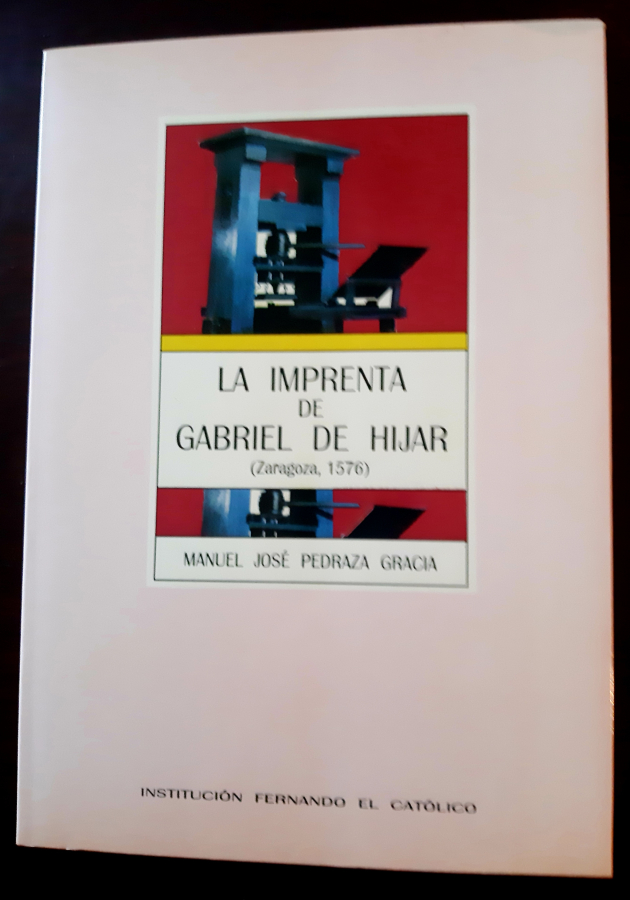 LA IMPRENTA
DE
GABRIEL DE HIJAR
(Zaragoza, 1576)
MANUEL JOSÉ PEDRAZA GRACIA
INSTITUCIÓN FERNANDO EL CATÓLICO